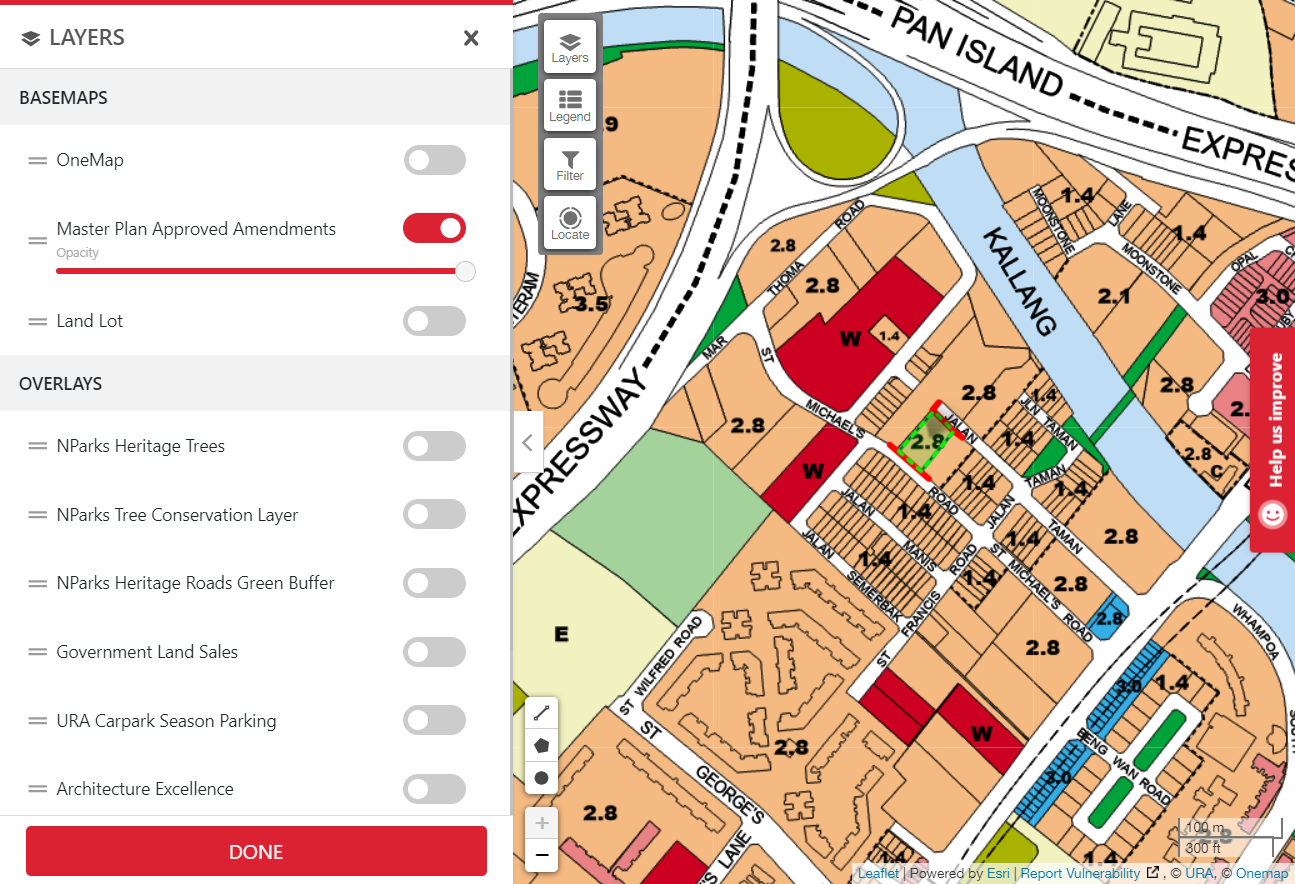 LAYERS
BASEMAPS
OneMap
Master Plan Approved Amendments
Opacity
Land Lot
OVERLAYS
NParks Heritage Trees
NParks Tree Conservation Layer
NParks Heritage Roads Green Buffer
Government Land Sales
URA Carpark Season Parking
Architecture Excellence
DONE
Layers
Legend
Filter
Locate
PAN ISLAND
EXPRES
EXPRESSWAY
KALLANG
.9
3.5
TERAM
2.8
THOMA ROAD
2.8
W
1.4
MAR
ST
MICHAEL'S
ROAD
2.8
W
2.8
JALAN
2.8
1.4
JLN TAMAN
1.4
MOONSTONE
LANE
1.4
MOONSTONE
1.4
OPAL
3.0
UBY
2.1
2.8
2.
2.8
C
TAMAN
1.4
1.4
JALAN
TAMAN
JALAN
MANIS
1.4
JALAN
SEMERBAK
1.4
ROAD
FRANCIS
ST
1.4
1.4
ST MICHAEL'S ROAD
2.8
2.8
2.8
2.8
E
ST WILFRED ROAD
ST
GEORGE'S
2.8
2.8
S LANE
W
3.0
1.4
3.0
BENG WAN ROAD
WHAMPOA
SOUTH
1.4
1.4
2.8
100 m
300 ft
Help us improve
Leaflet | Powered by Esri | Report Vulnerability , © URA, © Onemap